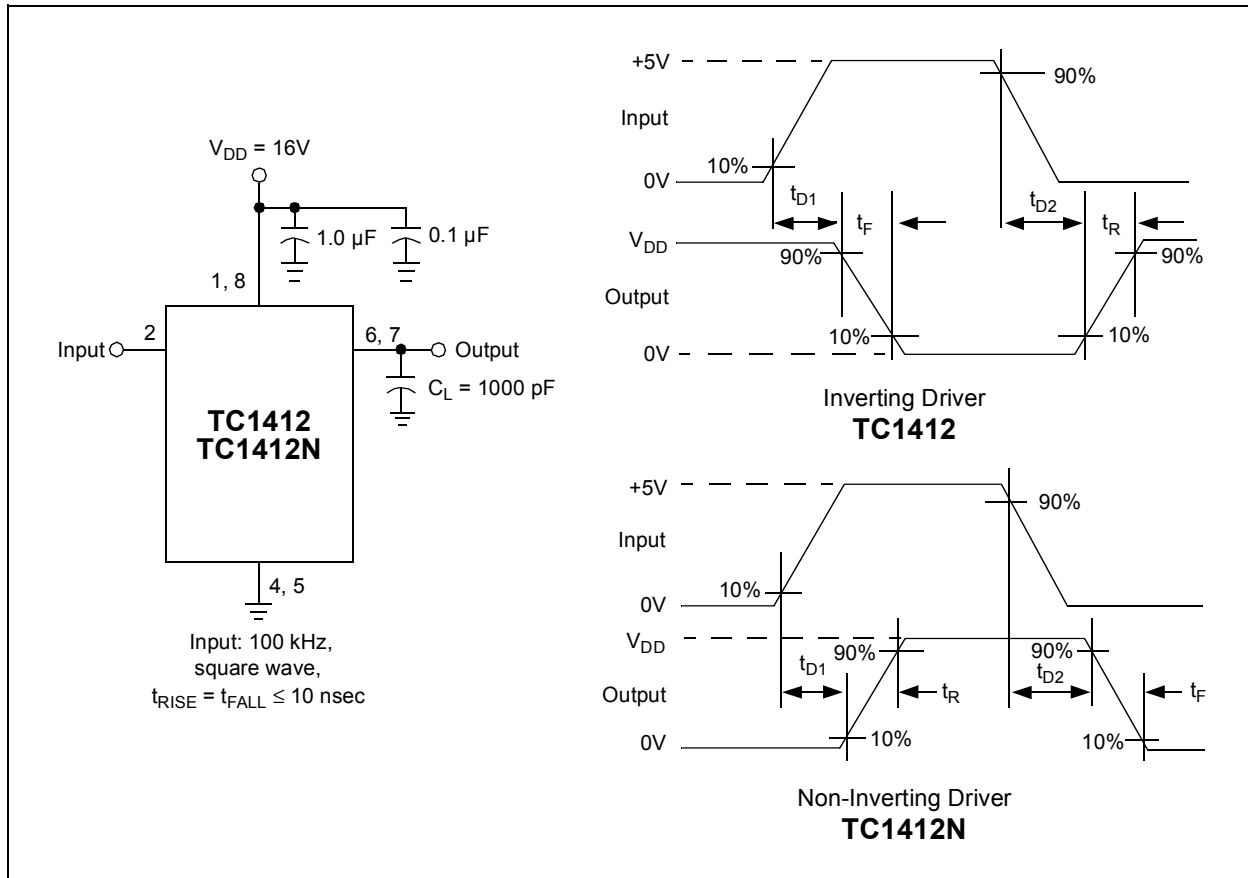 V_DD = 16V
1.0 µF
0.1 µF
1, 8
2
Input
6, 7
Output
C_L = 1000 pF
TC1412
TC1412N
4, 5
Input: 100 kHz,
square wave,
t_RISE = t_FALL ≤ 10 nsec
+5V
90%
Input
10%
0V
t_D1
t_F
t_D2
t_R
V_DD
90%
90%
Output
10%
10%
0V
Inverting Driver
TC1412
+5V
90%
Input
10%
0V
V_DD
t_D1
90%
90%
t_R
t_D2
t_F
Output
10%
10%
0V
Non-Inverting Driver
TC1412N